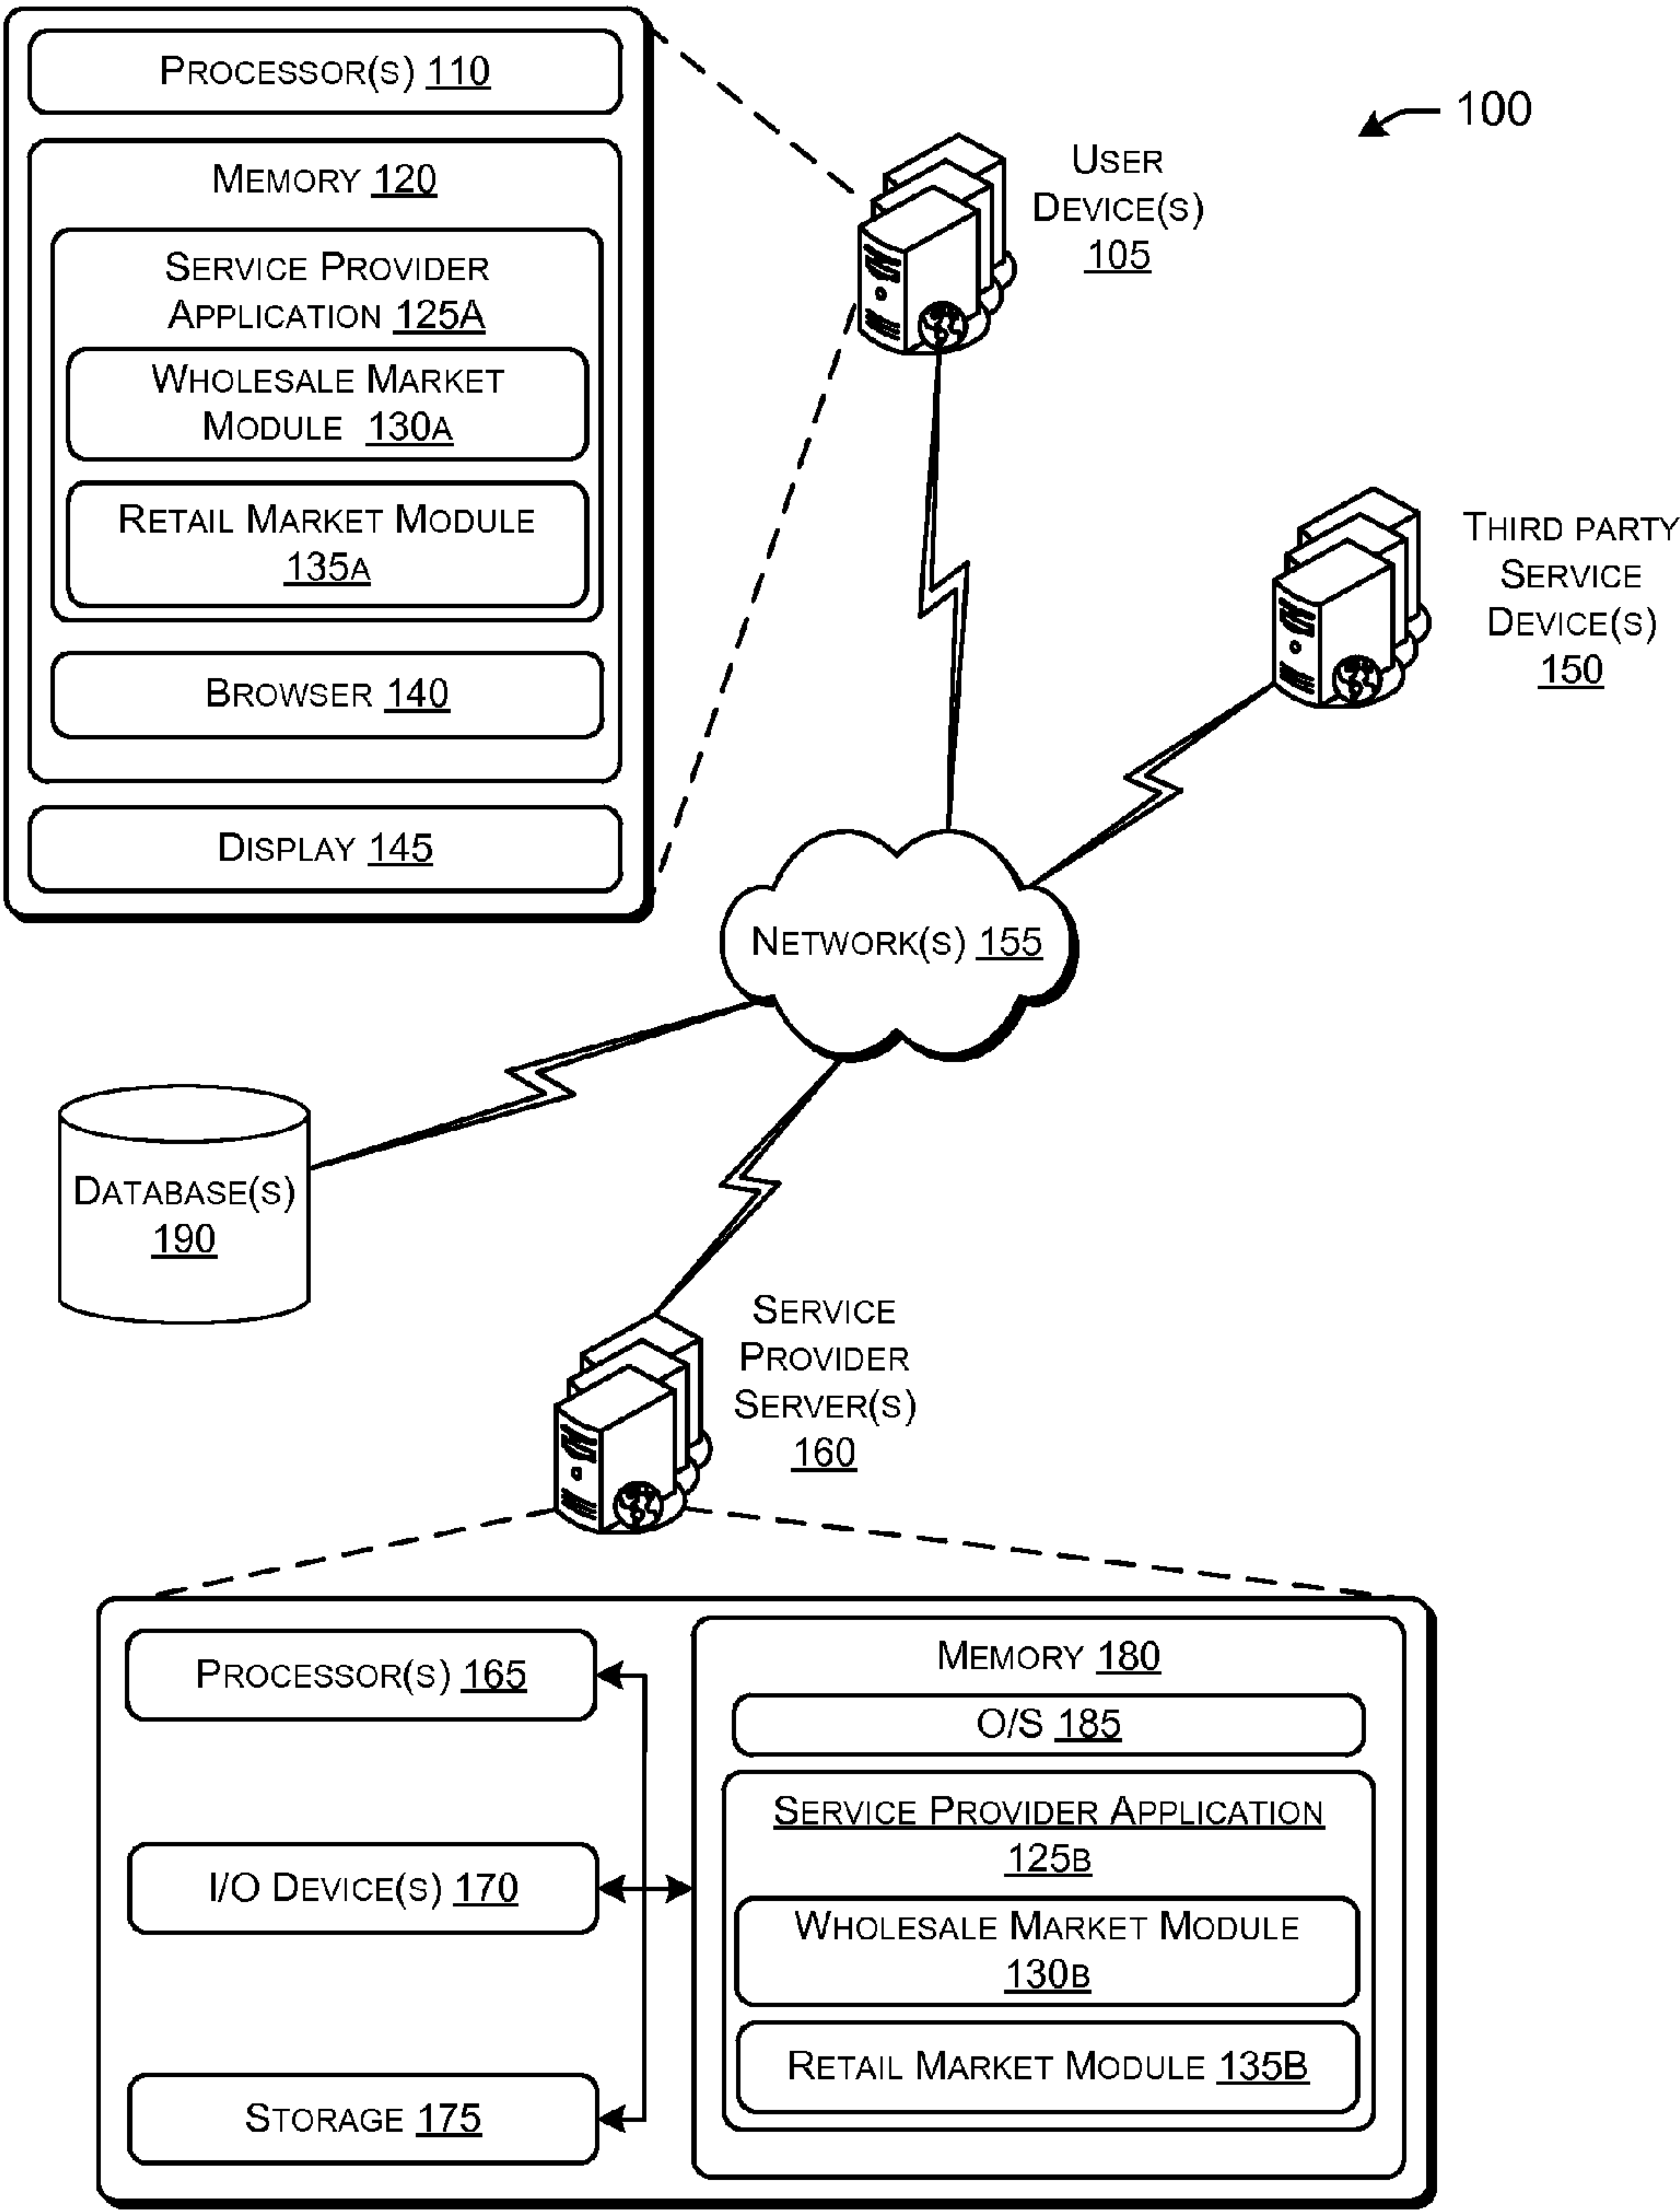 PROCESSOR(S) 110
MEMORY 120
SERVICE PROVIDER
APPLICATION 125A
WHOLESALE MARKET
MODULE 130A
RETAIL MARKET MODULE
135A
BROWSER 140
DISPLAY 145
100
USER
DEVICE(S)
105
THIRD PARTY
SERVICE
DEVICE(S)
150
NETWORK(S) 155
DATABASE(S)
190
SERVICE
PROVIDER
SERVER(S)
160
PROCESSOR(S) 165
I/O DEVICE(S) 170
STORAGE 175
MEMORY 180
O/S 185
SERVICE PROVIDER APPLICATION
125B
WHOLESALE MARKET MODULE
130B
RETAIL MARKET MODULE 135B